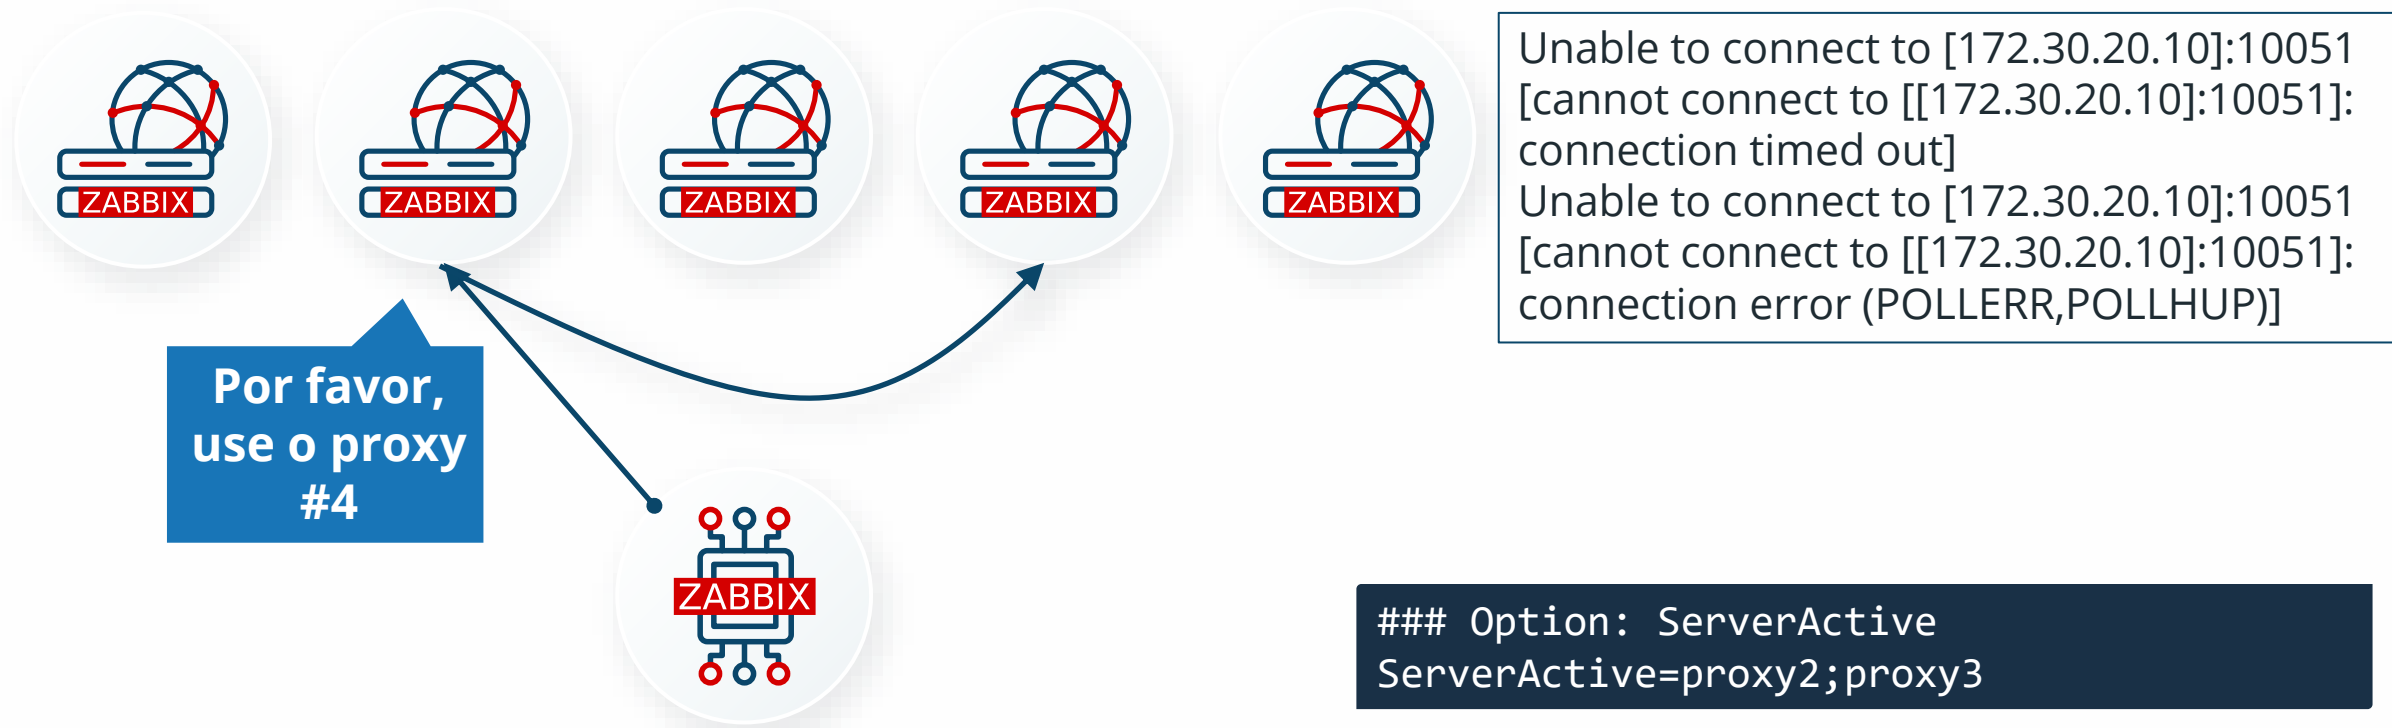 ZABBIX
ZABBIX
ZABBIX
ZABBIX
ZABBIX
Unable to connect to [172.30.20.10]:10051
[cannot connect to [[172.30.20.10]:10051]:
connection timed out]
Unable to connect to [172.30.20.10]:10051
[cannot connect to [[172.30.20.10]:10051]:
connection error (POLLERR,POLLHUP)]
Por favor,
use o proxy
#4
ZABBIX
### Option: ServerActive
ServerActive=proxy2;proxy3